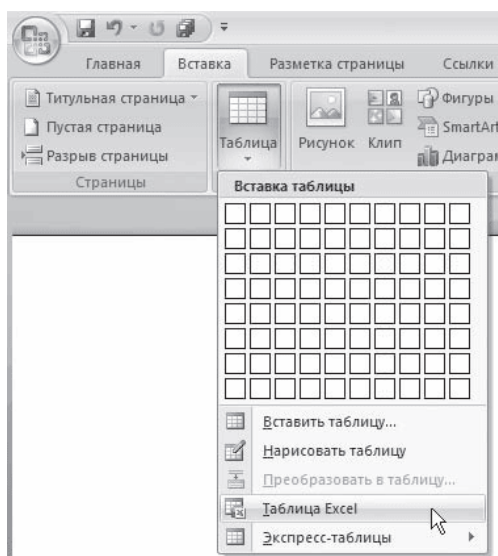 Главная Вставка Разметка страницы Ссылки
Титульная страница
Пустая страница
Разрыв страницы
Страницы
Таблица
Рисунок
Клип
Фигуры
SmartArt
Диаграм
Вставка таблицы
Вставить таблицу...
Нарисовать таблицу
Преобразовать в таблицу...
Таблица Excel
Экспресс-таблицы